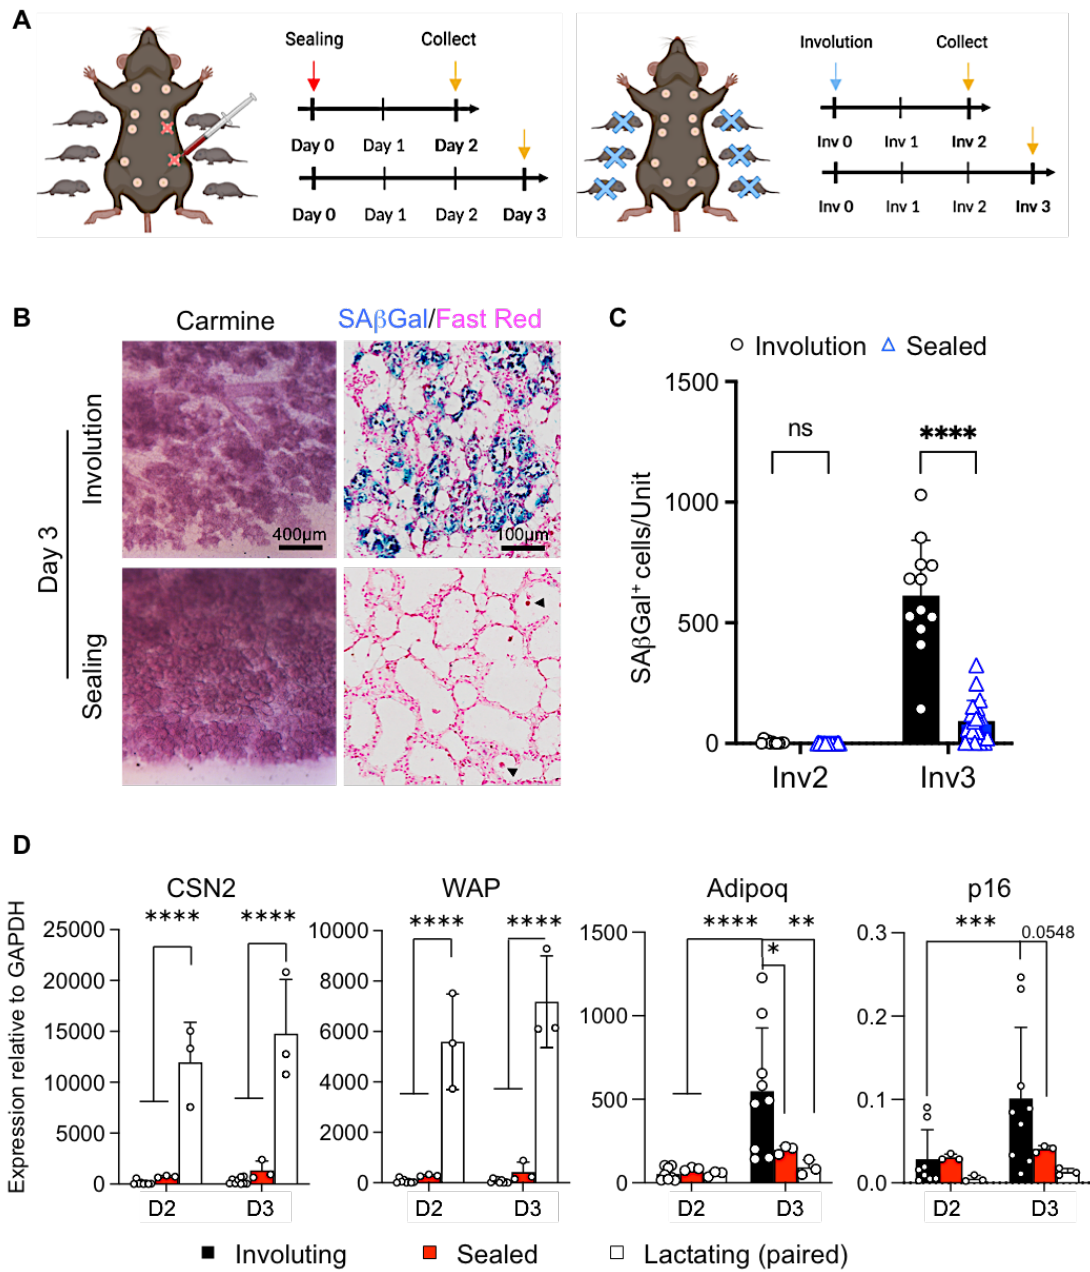 A
Sealing
Collect
Day 0
Day 1
Day 2
Day 0
Day 1
Day 2
Day 3
Involution
Collect
Inv 0
Inv 1
Inv 2
Inv 0
Inv 1
Inv 2
Inv 3
B
Carmine
SAβGal/Fast Red
Day 3
Involution
Sealing
400μm
100μm
C
Involution
Sealed
SAβGal+ cells/Unit
1500
1000
500
0
ns
****
Inv2
Inv3
D
Expression relative to GAPDH
CSN2
25000
20000
15000
10000
5000
0
****
****
D2
D3
WAP
10000
8000
6000
4000
2000
0
****
****
D2
D3
Adipoq
1500
1000
500
0
****
**
*
D2
D3
p16
0.3
0.2
0.1
0.0
***
0.0548
D2
D3
Involuting
Sealed
Lactating (paired)